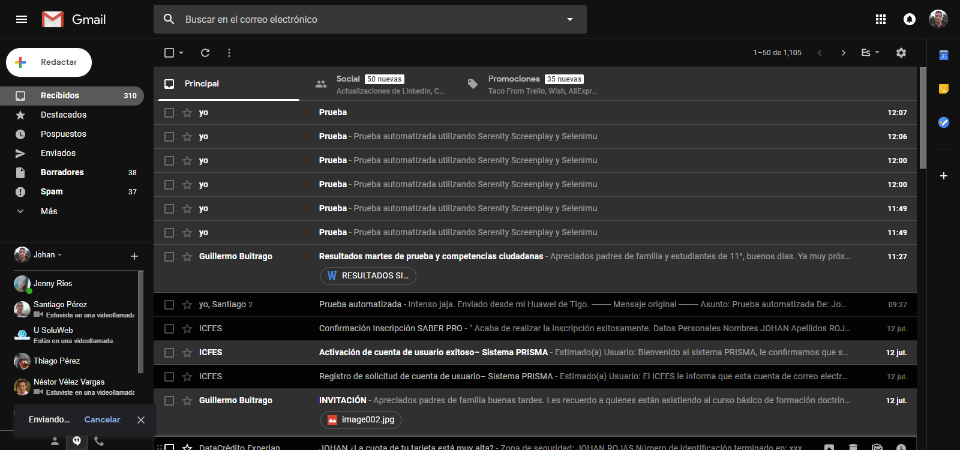 Gmail
Buscar en el correo electrónico
Redactar
1–50 de 1,105
Es
Recibidos 310
Destacados
Pospuestos
Enviados
Borradores 38
Spam 37
Más
Johan
Jenny Ríos
Santiago Pérez
Estuviste en una videollamada
U SoluWeb
Estás en una videollamada.
Thiago Pérez
Néstor Vélez Vargas
Estuviste en una videollamada
Enviando... Cancelar
Principal
Social 50 nuevas
Actualizaciones de LinkedIn, C...
Promociones 35 nuevas
Taco From Trello, Wish, AliExpr...
yo Prueba 12:07
yo Prueba - Prueba automatizada utilizando Serenity Screenplay y Selenimu 12:06
yo Prueba - Prueba automatizada utilizando Serenity Screenplay y Selenimu 12:00
yo Prueba - Prueba automatizada utilizando Serenity Screenplay y Selenimu 12:00
yo Prueba - Prueba automatizada utilizando Serenity Screenplay y Selenimu 11:49
yo Prueba - Prueba automatizada utilizando Serenity Screenplay y Selenimu 11:49
Guillermo Buitrago Resultados martes de prueba y competencias ciudadanas - Apreciados padres de familia y estudiantes de 11°, buenos días. Ya muy próx... 11:27
W RESULTADOS SI...
yo, Santiago 2 Prueba automatizada - Intenso jaja. Enviado desde mi Huawei de Tigo. ——— Mensaje original ——— Asunto: Prueba automatizada De: Jo... 09:27
ICFES Confirmación Inscripción SABER PRO - " Acaba de realizar la inscripción exitosamente. Datos Personales Nombres JOHAN Apellidos ROJ... 12 jul.
ICFES Activación de cuenta de usuario exitoso– Sistema PRISMA - Estimado(a) Usuario: Bienvenido al sistema PRISMA, le confirmamos que s... 12 jul.
ICFES Registro de solicitud de cuenta de usuario– Sistema PRISMA - Estimado(a) Usuario: El ICFES le informa que esta cuenta de correo electr... 12 jul.
Guillermo Buitrago INVITACIÓN - Apreciados padres de familia buenas tardes. Les recuerdo a quienes están asistiendo al curso básico de formación doctrin... 12 jul.
image002.jpg
DataCrédito Experian JOHAN ¿La cuota de tu tarjeta está muy alta? - Zona de seguridad: JOHAN ROJAS Número de identificación terminado en: xxx